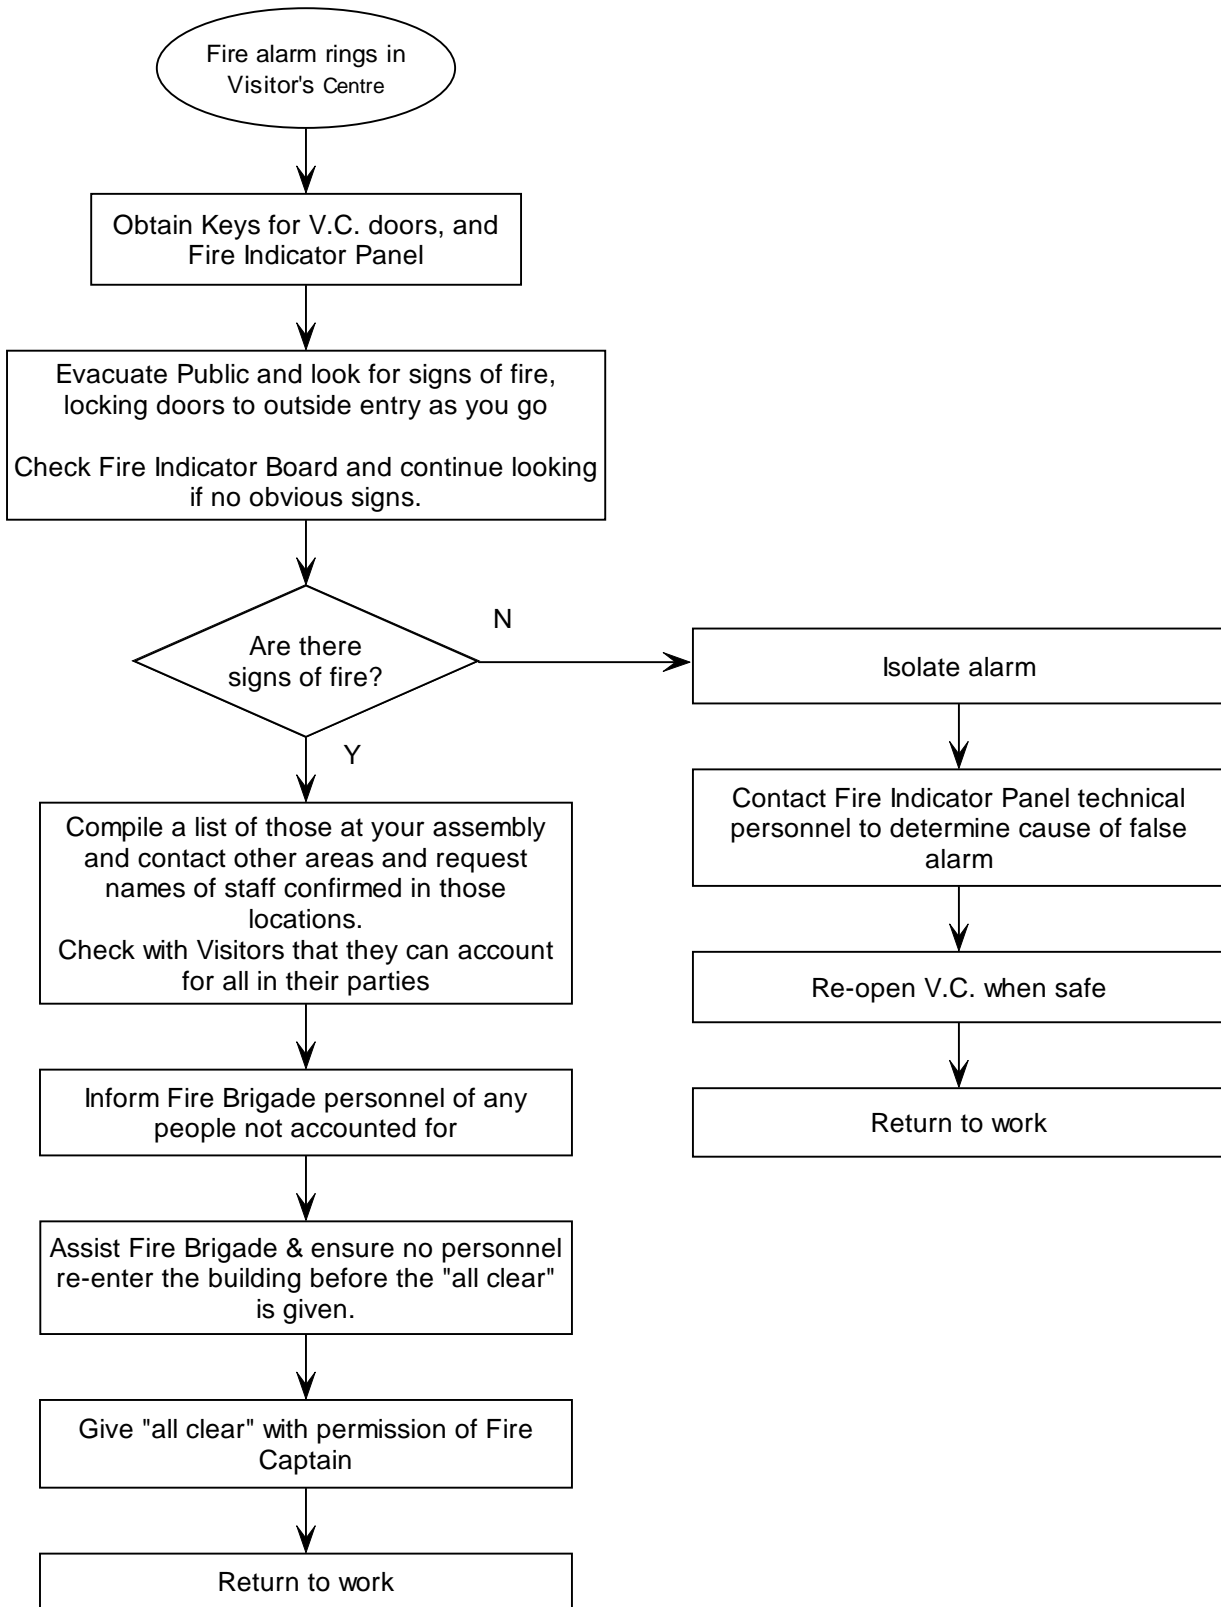 Fire alarm rings in
Visitor's Centre
Obtain Keys for V.C. doors, and
Fire Indicator Panel
Evacuate Public and look for signs of fire,
locking doors to outside entry as you go
Check Fire Indicator Board and continue looking
if no obvious signs.
Are there
signs of fire?
N
Y
Isolate alarm
Contact Fire Indicator Panel technical
personnel to determine cause of false
alarm
Re-open V.C. when safe
Return to work
Compile a list of those at your assembly
and contact other areas and request
names of staff confirmed in those
locations.
Check with Visitors that they can account
for all in their parties
Inform Fire Brigade personnel of any
people not accounted for
Assist Fire Brigade & ensure no personnel
re-enter the building before the "all clear"
is given.
Give "all clear" with permission of Fire
Captain
Return to work